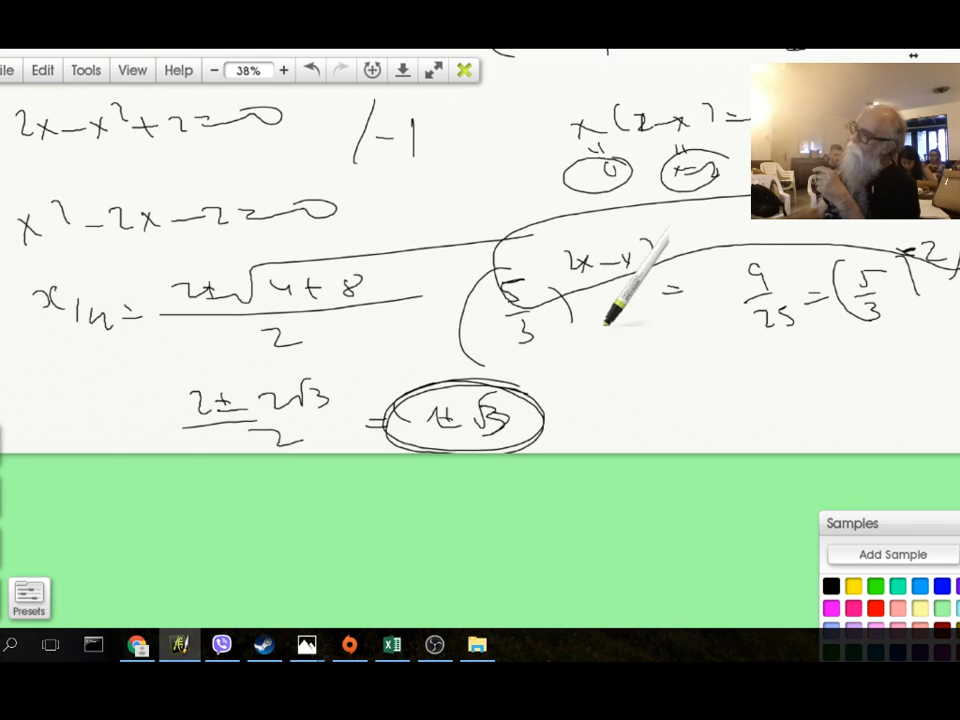 ile Edit Tools View Help − 38% +
2x − x² + 2 = 0 / −1
x(2 − x) =
0 x = 2
x² − 2x − 2 = 0
x₁/₂ = (2 ± √(4 + 8)) / 2
(5/3)^(2x − x²) = 9/25 = (5/3)^(−2)
(2 ± 2√3) / 2 = 1 ± √3
Samples
Add Sample
Presets